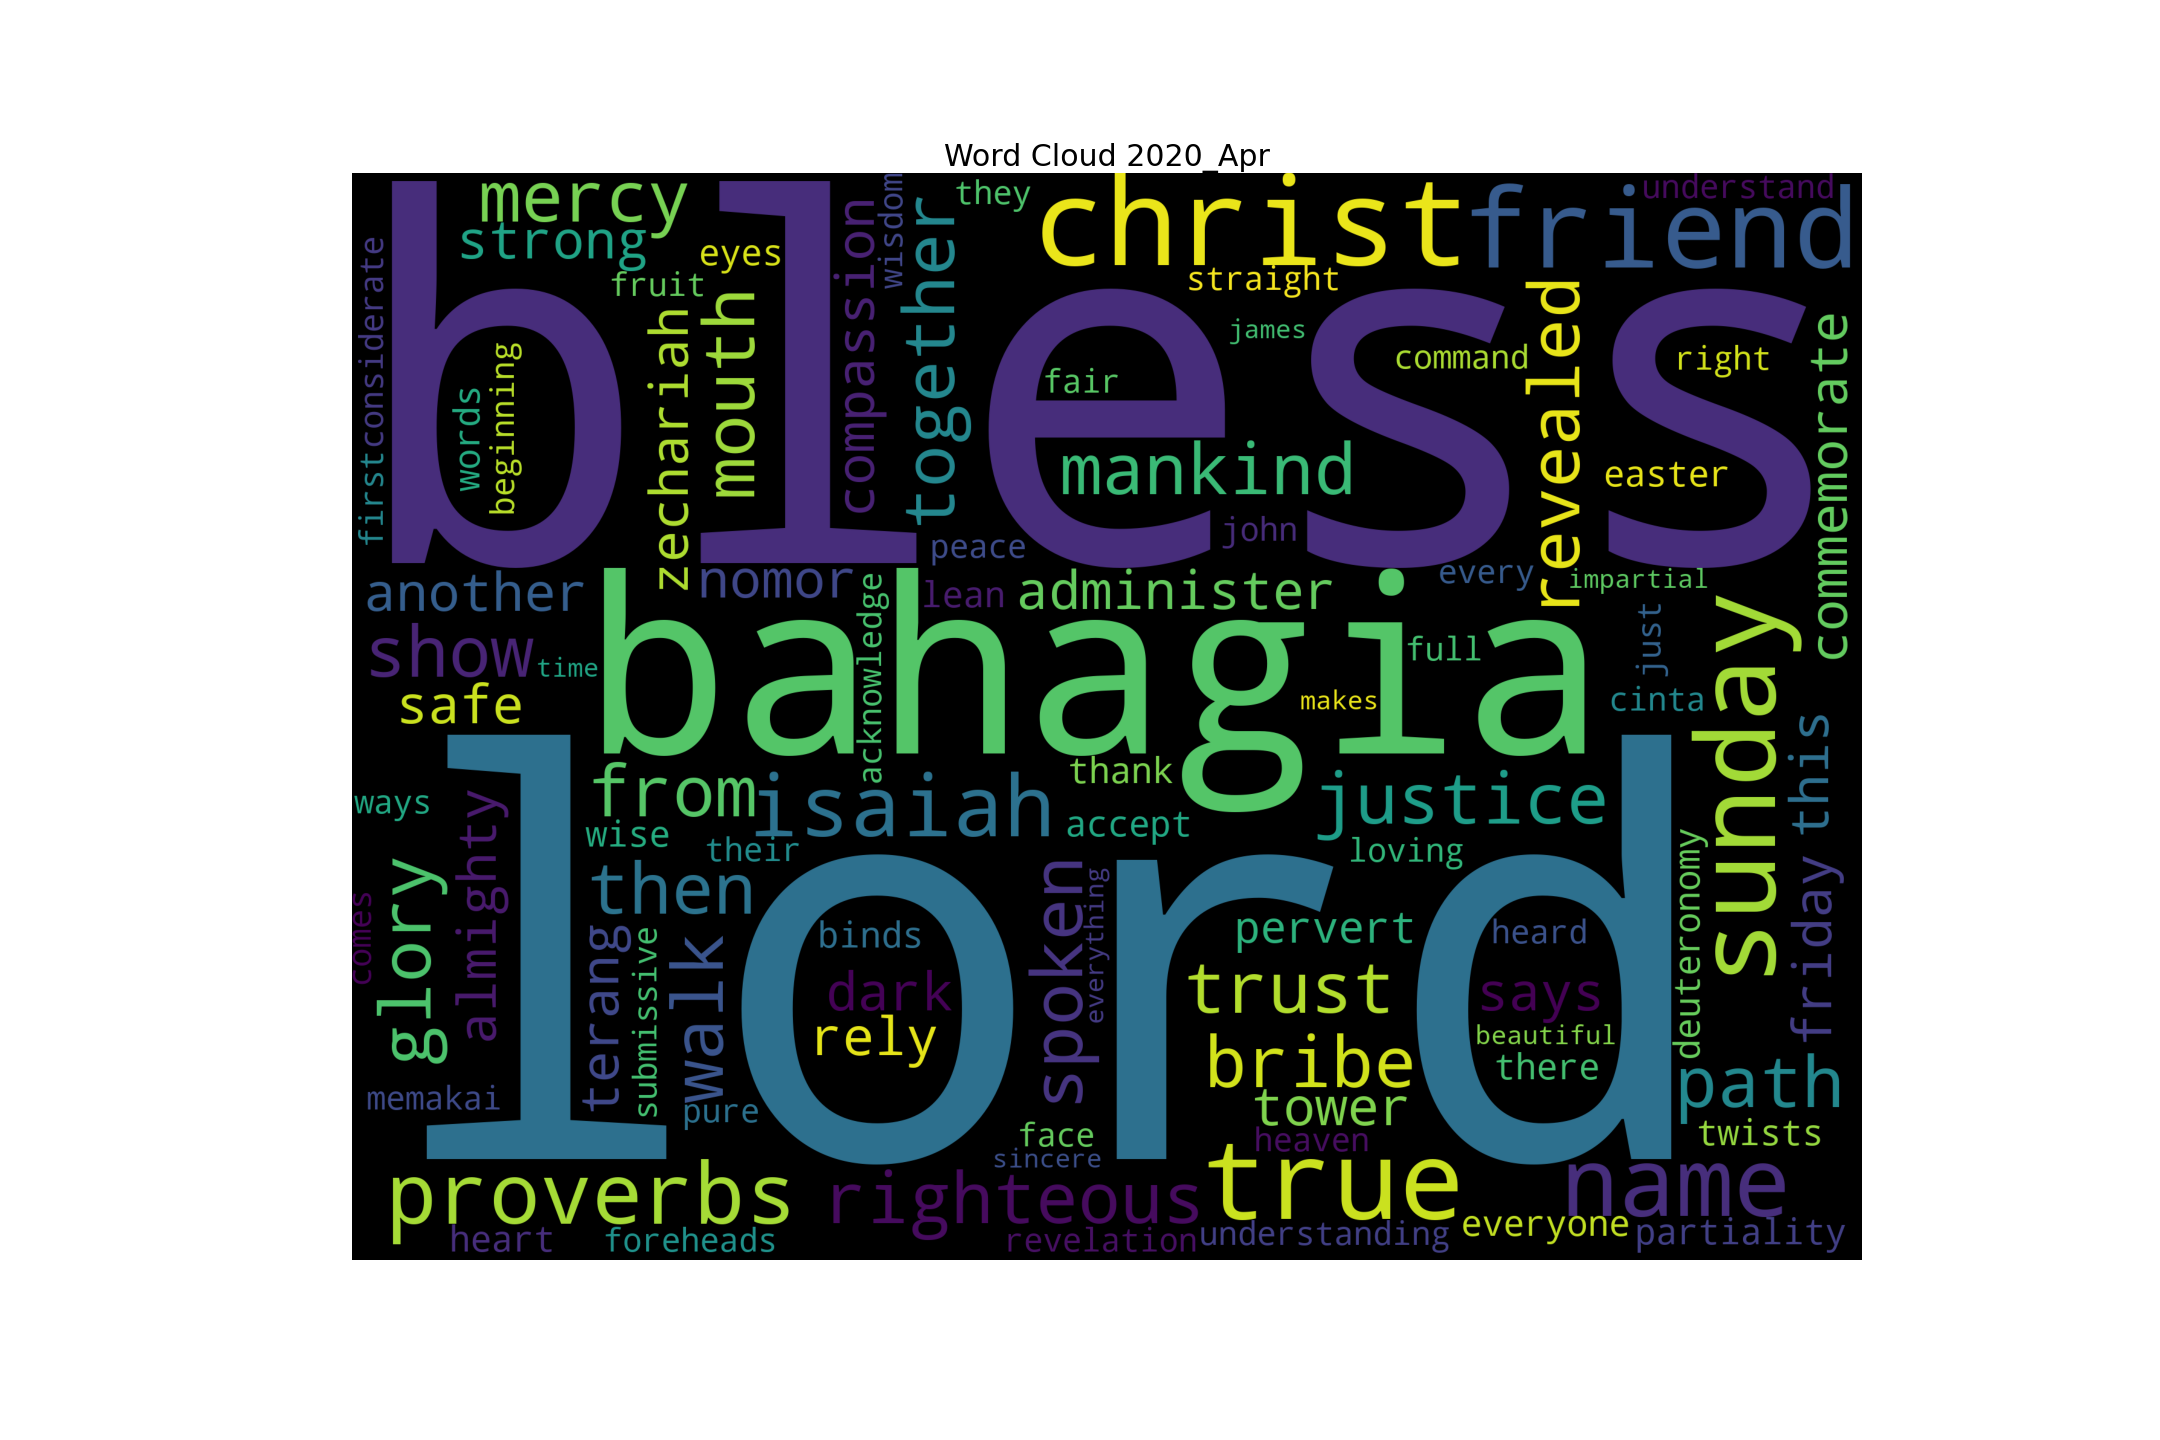 Word Cloud 2020_Apr
mercy
wisdom
they
christ
friend
understand
strong
eyes
compassion
together
straight
fruit
mouth
revealed
firstconsiderate
zechariah
james
command
right
commemorate
words
beginning
fair
mankind
easter
bless
peace
john
another
nomor
acknowledge
lean
administer
every
impartial
show
time
bahagia
full
just
sunday
safe
makes
cinta
from
isaiah
thank
justice
friday this
ways
wise
their
accept
loving
glory
almighty
then
spoken
everything
deuteronomy
comes
terang
submissive
walk
binds
pervert
heard
dark
trust
says
rely
bribe
beautiful
there
path
lord
memakai
pure
tower
face
sincere
heaven
twists
proverbs
righteous
true
name
heart
foreheads
revelation
understanding
everyone
partiality